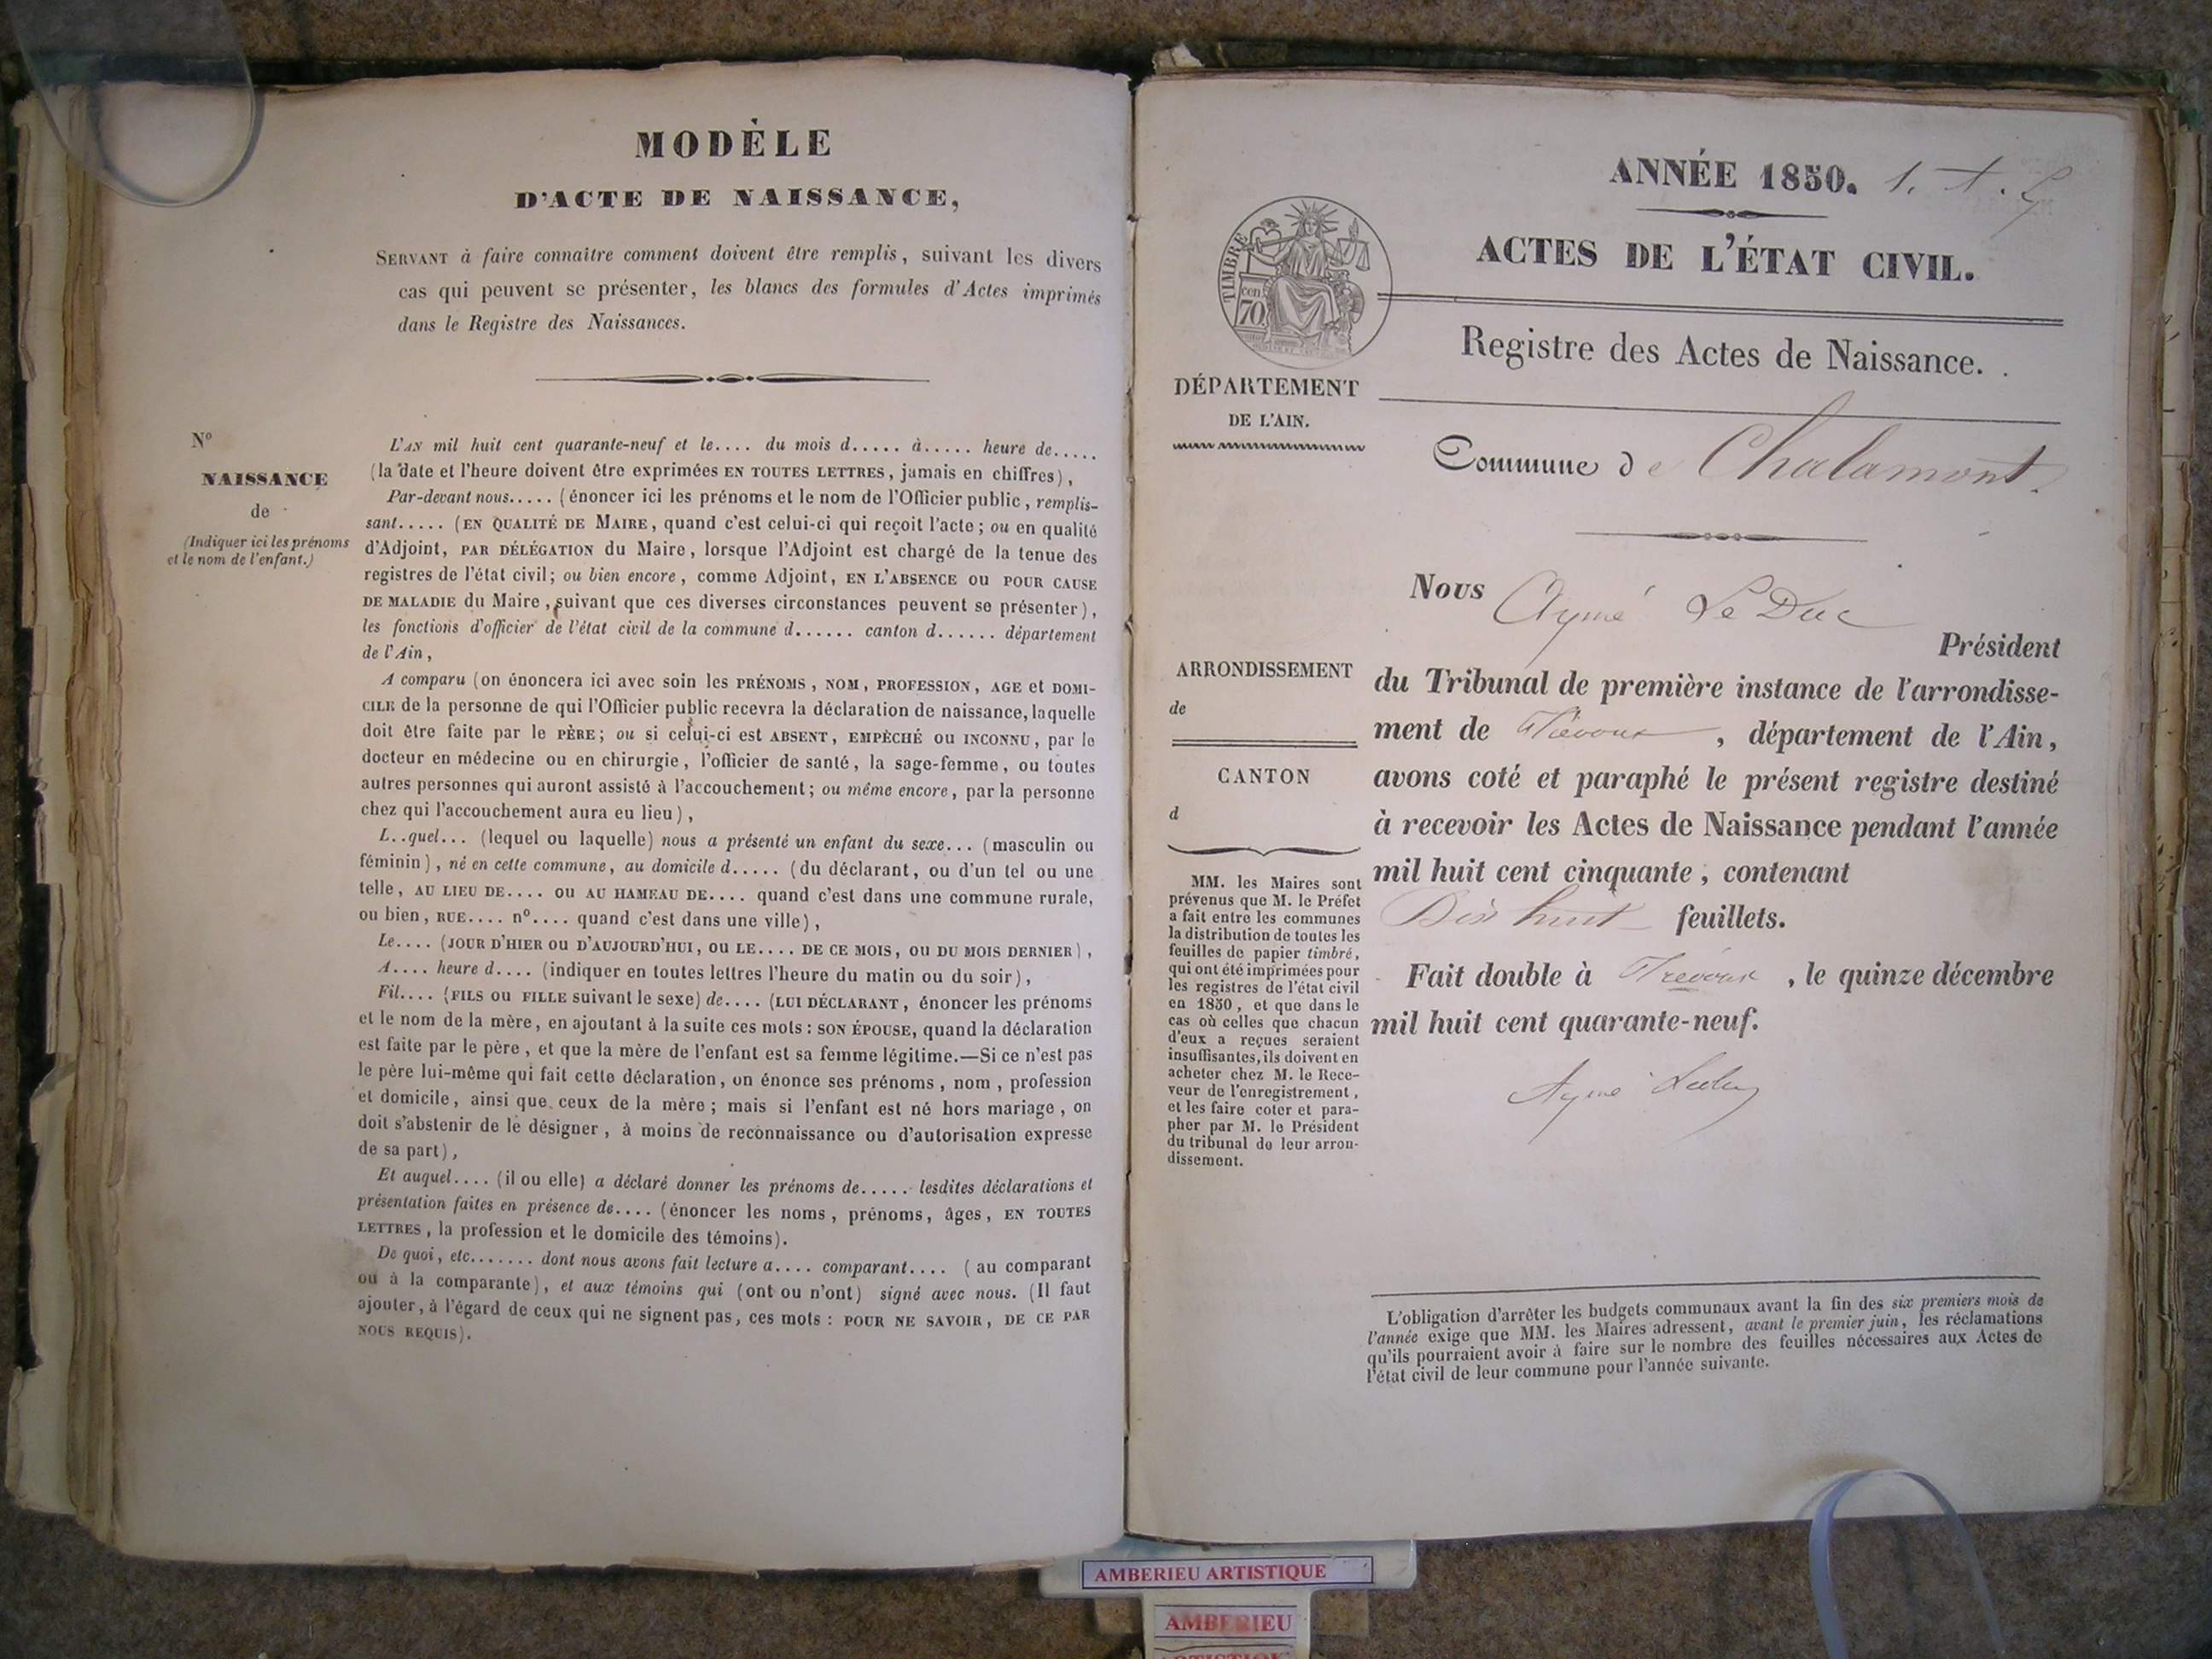 MODÈLE
D'ACTE DE NAISSANCE,
SERVANT à faire connaître comment doivent être remplis, suivant les divers
cas qui peuvent se présenter, les blancs des formules d'Actes imprimés
dans le Registre des Naissances.
N°
NAISSANCE
de
(Indiquer ici les prénoms
et le nom de l'enfant.)
L'AN mil huit cent quarante-neuf et le.... du mois d..... à..... heure de.....
(la date et l'heure doivent être exprimées EN TOUTES LETTRES, jamais en chiffres),
Par-devant nous..... (énoncer ici les prénoms et le nom de l'Officier public, remplis-
sant..... (EN QUALITÉ DE MAIRE, quand c'est celui-ci qui reçoit l'acte; ou en qualité
d'Adjoint, PAR DÉLÉGATION du Maire, lorsque l'Adjoint est chargé de la tenue des
registres de l'état civil; ou bien encore, comme Adjoint, EN L'ABSENCE OU POUR CAUSE
DE MALADIE du Maire, suivant que ces diverses circonstances peuvent se présenter),
les fonctions d'officier de l'état civil de la commune d...... canton d...... département
de l'Ain,
A comparu (on énoncera ici avec soin les PRÉNOMS, NOM, PROFESSION, AGE et DOMI-
CILE de la personne de qui l'Officier public recevra la déclaration de naissance, laquelle
doit être faite par le PÈRE; ou si celui-ci est ABSENT, EMPÊCHÉ OU INCONNU, par le
docteur en médecine ou en chirurgie, l'officier de santé, la sage-femme, ou toutes
autres personnes qui auront assisté à l'accouchement; ou même encore, par la personne
chez qui l'accouchement aura eu lieu),
L..quel... (lequel ou laquelle) nous a présenté un enfant du sexe... (masculin ou
féminin), né en cette commune, au domicile d..... (du déclarant, ou d'un tel ou une
telle, AU LIEU DE.... OU AU HAMEAU DE.... quand c'est dans une commune rurale,
ou bien, RUE.... n°.... quand c'est dans une ville),
Le.... (JOUR D'HIER OU D'AUJOURD'HUI, OU LE.... DE CE MOIS, OU DU MOIS DERNIER),
A.... heure d.... (indiquer en toutes lettres l'heure du matin ou du soir),
Fil.... (FILS ou FILLE suivant le sexe) de.... (LUI DÉCLARANT, énoncer les prénoms
et le nom de la mère, en ajoutant à la suite ces mots: SON ÉPOUSE, quand la déclaration
est faite par le père, et que la mère de l'enfant est sa femme légitime.—Si ce n'est pas
le père lui-même qui fait cette déclaration, on énonce ses prénoms, nom, profession
et domicile, ainsi que ceux de la mère; mais si l'enfant est né hors mariage, on
doit s'abstenir de le désigner, à moins de reconnaissance ou d'autorisation expresse
de sa part),
Et auquel.... (il ou elle) a déclaré donner les prénoms de..... lesdites déclarations et
présentation faites en présence de.... (énoncer les noms, prénoms, âges, EN TOUTES
LETTRES, la profession et le domicile des témoins).
De quoi, etc....... dont nous avons fait lecture a.... comparant.... (au comparant
ou à la comparante), et aux témoins qui (ont ou n'ont) signé avec nous. (Il faut
ajouter, à l'égard de ceux qui ne signent pas, ces mots: POUR NE SAVOIR, DE CE PAR
NOUS REQUIS).
ANNÉE 1850.
TIMBRE
cen!
70
ACTES DE L'ÉTAT CIVIL.
Registre des Actes de Naissance.
DÉPARTEMENT
DE L'AIN.
Commune de Chalamont.
Nous Aymé Le Duc
Président
du Tribunal de première instance de l'arrondisse-
ment de Trévoux, département de l'Ain,
avons coté et paraphé le présent registre destiné
à recevoir les Actes de Naissance pendant l'année
mil huit cent cinquante, contenant
Dix huit feuillets.
Fait double à Trévoux, le quinze décembre
mil huit cent quarante-neuf.
Aymé Leduc
ARRONDISSEMENT
de
CANTON
d
MM. les Maires sont
prévenus que M. le Préfet
a fait entre les communes
la distribution de toutes les
feuilles de papier timbré,
qui ont été imprimées pour
les registres de l'état civil
en 1850, et que dans le
cas où celles que chacun
d'eux a reçues seraient
insuffisantes, ils doivent en
acheter chez M. le Rece-
veur de l'enregistrement,
et les faire coter et para-
pher par M. le Président
du tribunal de leur arron-
dissement.
L'obligation d'arrêter les budgets communaux avant la fin des six premiers mois de
l'année exige que MM. les Maires adressent, avant le premier juin, les réclamations
qu'ils pourraient avoir à faire sur le nombre des feuilles nécessaires aux Actes de
l'état civil de leur commune pour l'année suivante.
AMBERIEU ARTISTIQUE
AMBERIEU
ARTISTIQUE